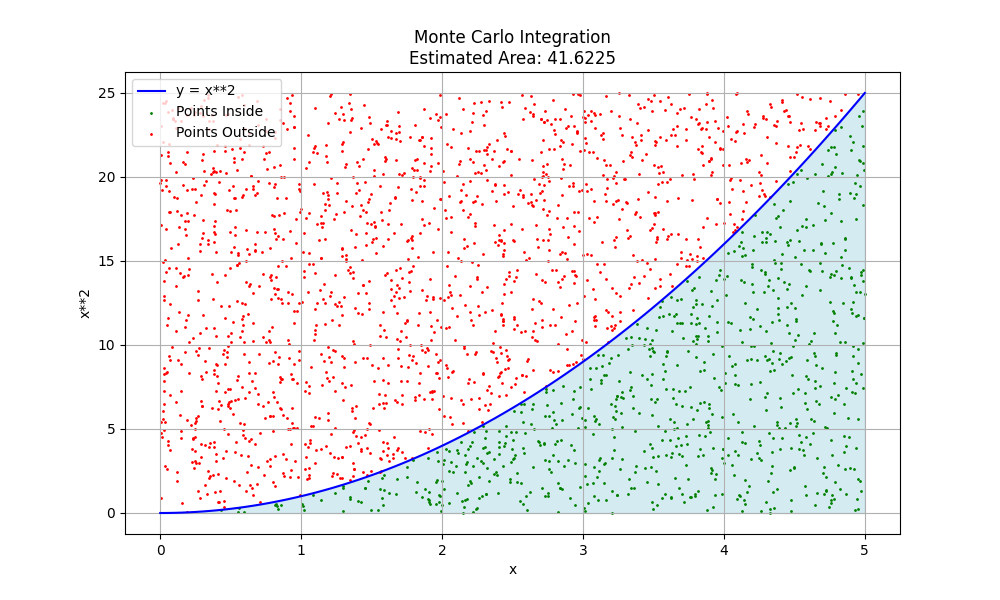 Monte Carlo Integration
Estimated Area: 41.6225
y = x**2
Points Inside
Points Outside
25
20
15
10
5
0
x**2
0 1 2 3 4 5
x